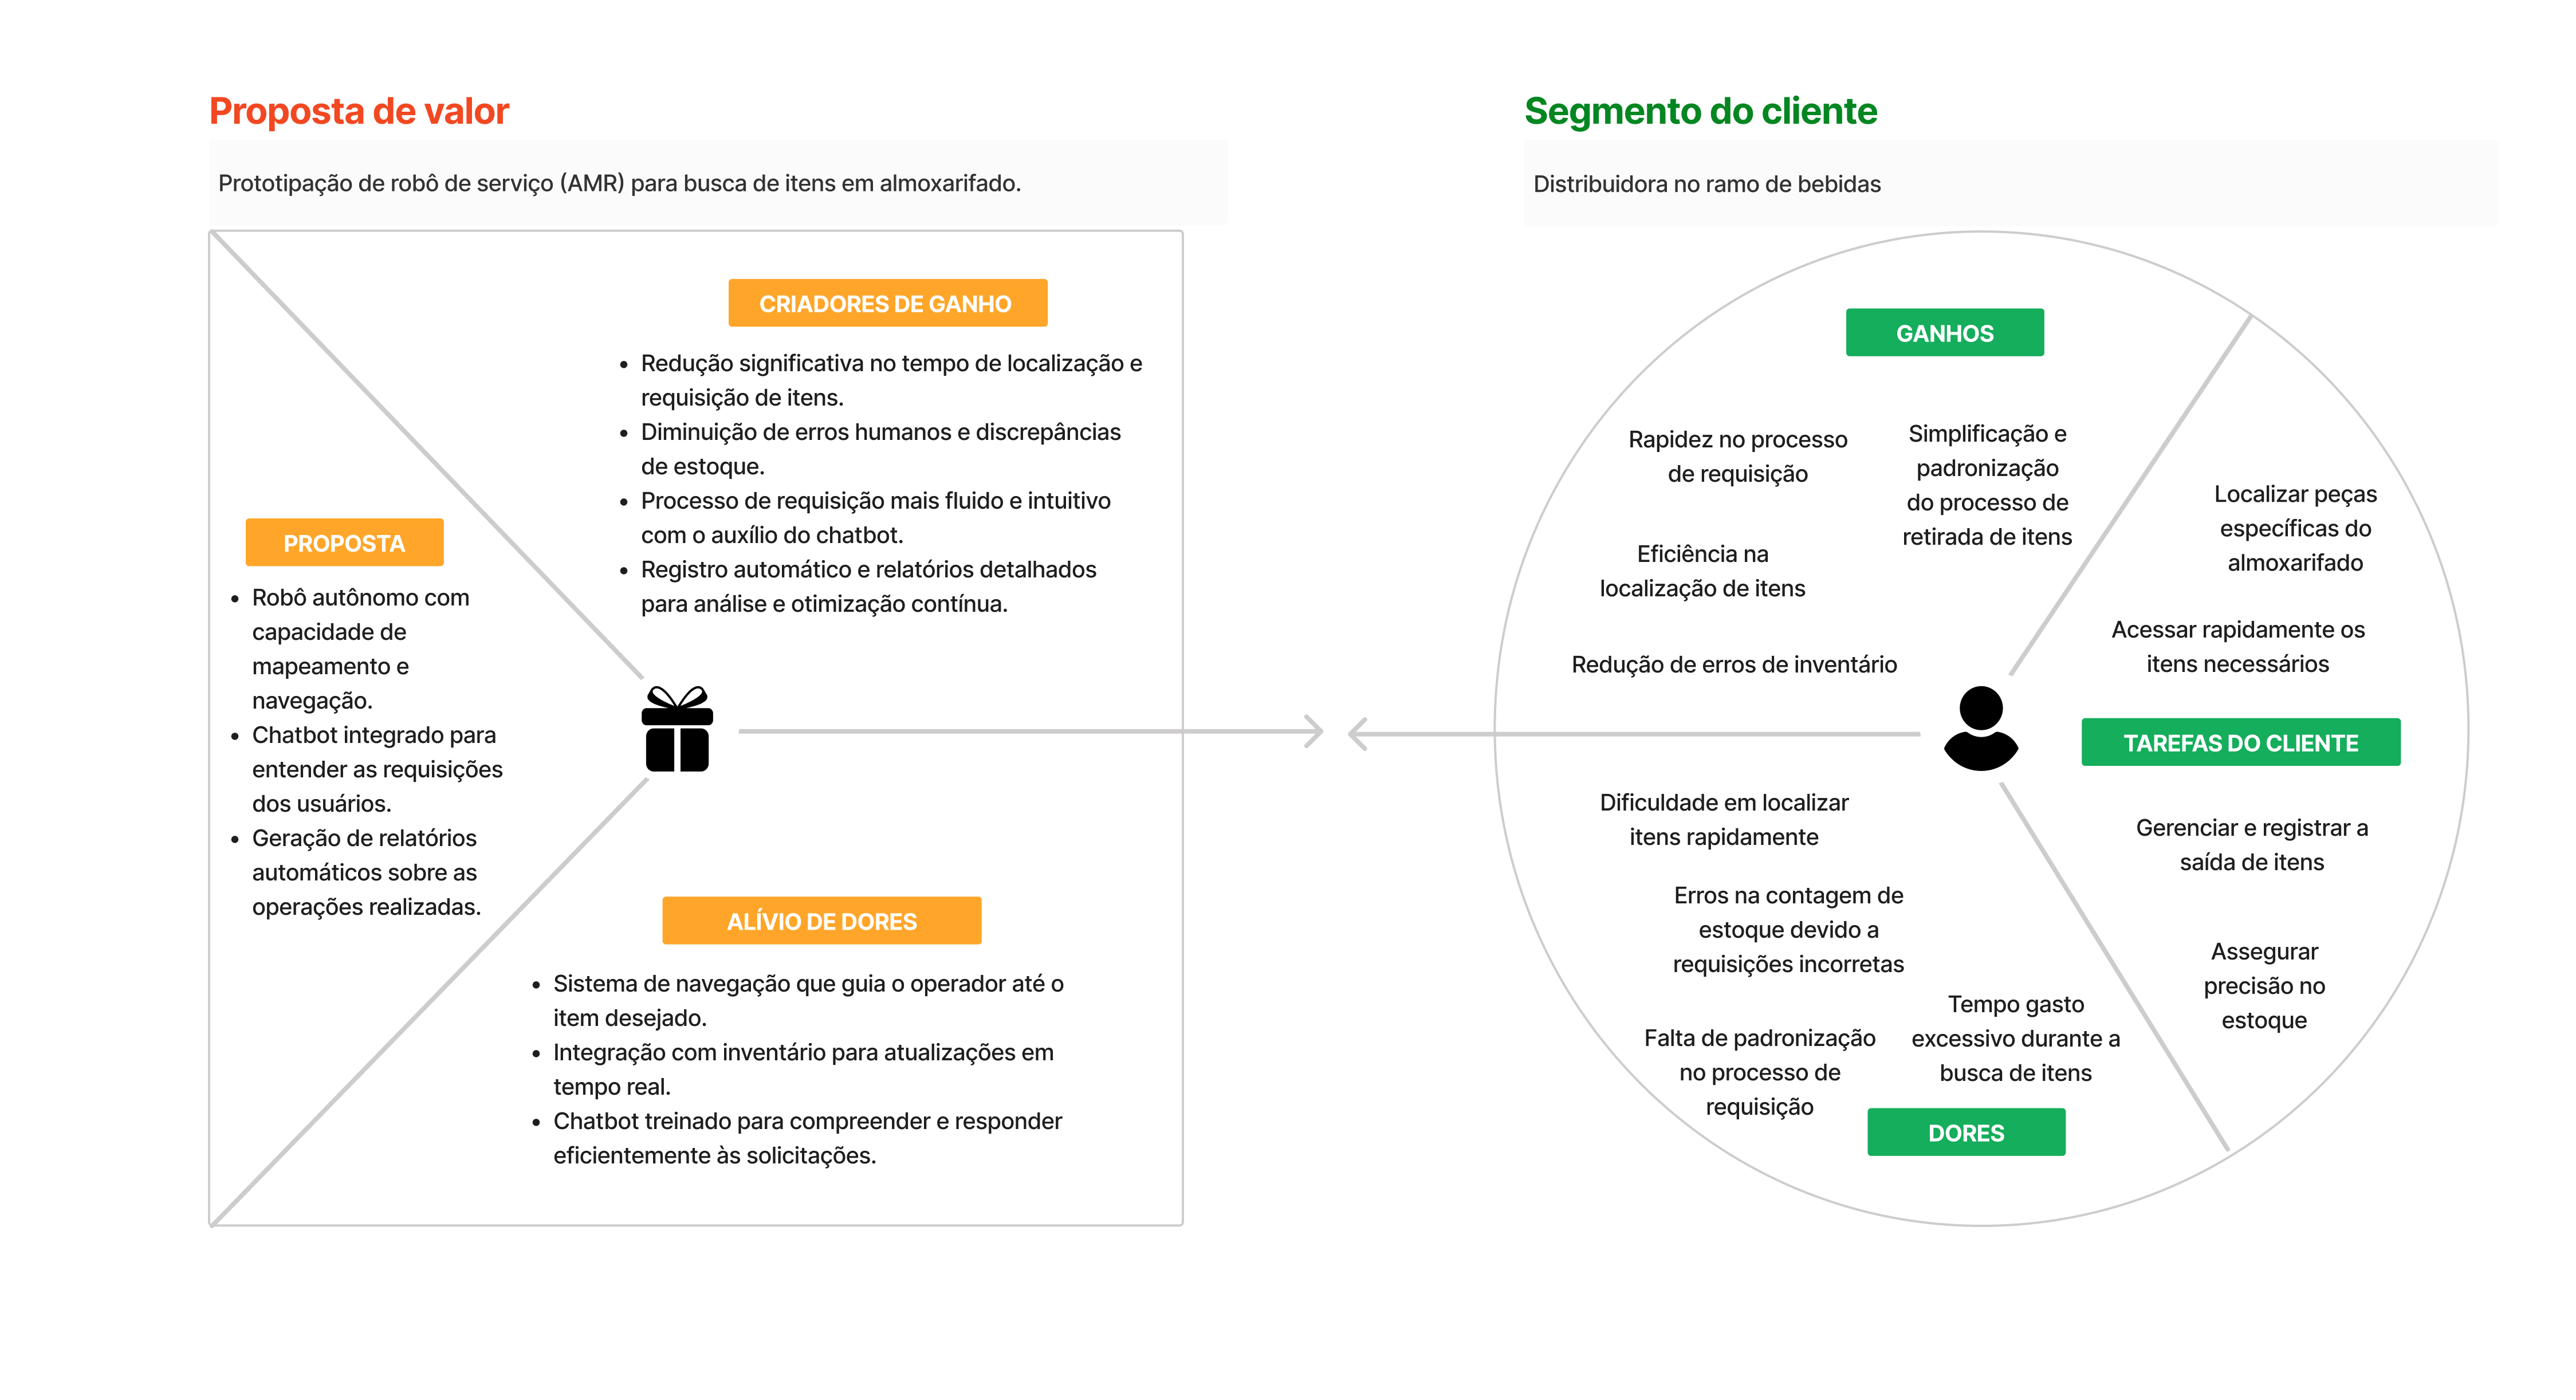 Proposta de valor
Prototipação de robô de serviço (AMR) para busca de itens em almoxarifado.
CRIADORES DE GANHO
• Redução significativa no tempo de localização e
requisição de itens.
• Diminuição de erros humanos e discrepâncias
de estoque.
• Processo de requisição mais fluido e intuitivo
com o auxílio do chatbot.
• Registro automático e relatórios detalhados
para análise e otimização contínua.
PROPOSTA
• Robô autônomo com
capacidade de
mapeamento e
navegação.
• Chatbot integrado para
entender as requisições
dos usuários.
• Geração de relatórios
automáticos sobre as
operações realizadas.
ALÍVIO DE DORES
• Sistema de navegação que guia o operador até o
item desejado.
• Integração com inventário para atualizações em
tempo real.
• Chatbot treinado para compreender e responder
eficientemente às solicitações.
Segmento do cliente
Distribuidora no ramo de bebidas
GANHOS
Rapidez no processo
de requisição
Simplificação e
padronização
do processo de
retirada de itens
Eficiência na
localização de itens
Redução de erros de inventário
Localizar peças
específicas do
almoxarifado
Acessar rapidamente os
itens necessários
TAREFAS DO CLIENTE
Gerenciar e registrar a
saída de itens
Assegurar
precisão no
estoque
Dificuldade em localizar
itens rapidamente
Erros na contagem de
estoque devido a
requisições incorretas
Falta de padronização
no processo de
requisição
Tempo gasto
excessivo durante a
busca de itens
DORES